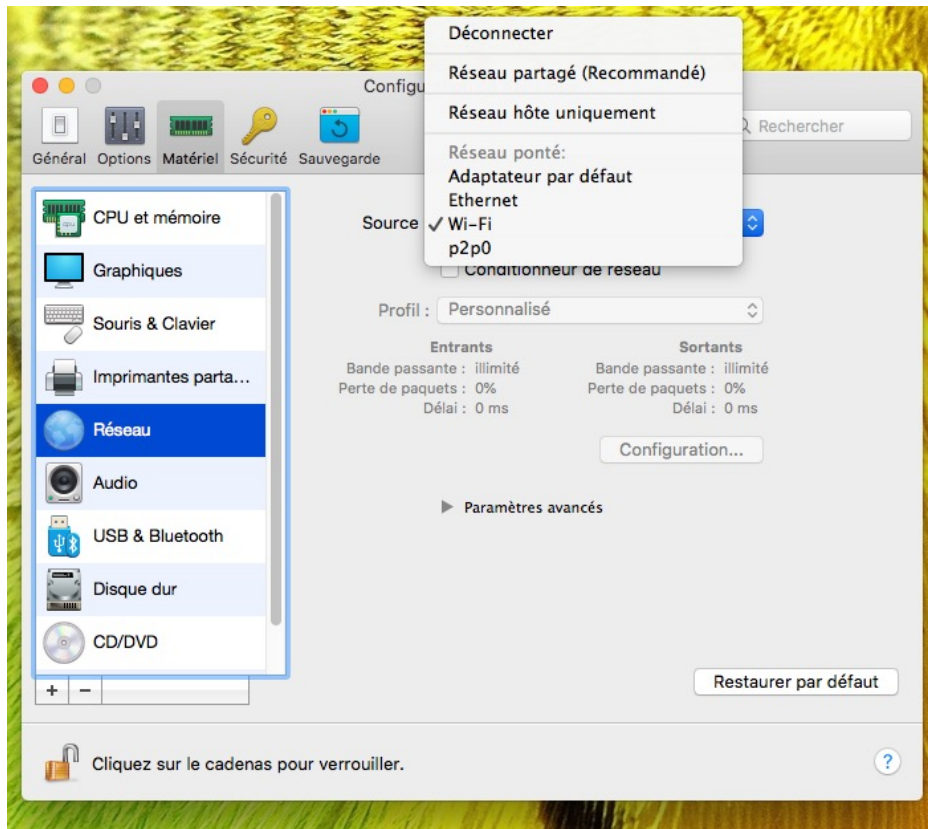 Déconnecter
Réseau partagé (Recommandé)
Réseau hôte uniquement
Réseau ponté:
Adaptateur par défaut
Ethernet
Wi-Fi
p2p0
Configu
Général Options Matériel Sécurité Sauvegarde
Rechercher
CPU et mémoire
Graphiques
Souris & Clavier
Imprimantes parta...
Réseau
Audio
USB & Bluetooth
Disque dur
CD/DVD
+ −
Source
Conditionneur de réseau
Profil : Personnalisé
Entrants
Bande passante : illimité
Perte de paquets : 0%
Délai : 0 ms
Sortants
Bande passante : illimité
Perte de paquets : 0%
Délai : 0 ms
Configuration...
Paramètres avancés
Restaurer par défaut
Cliquez sur le cadenas pour verrouiller.
?